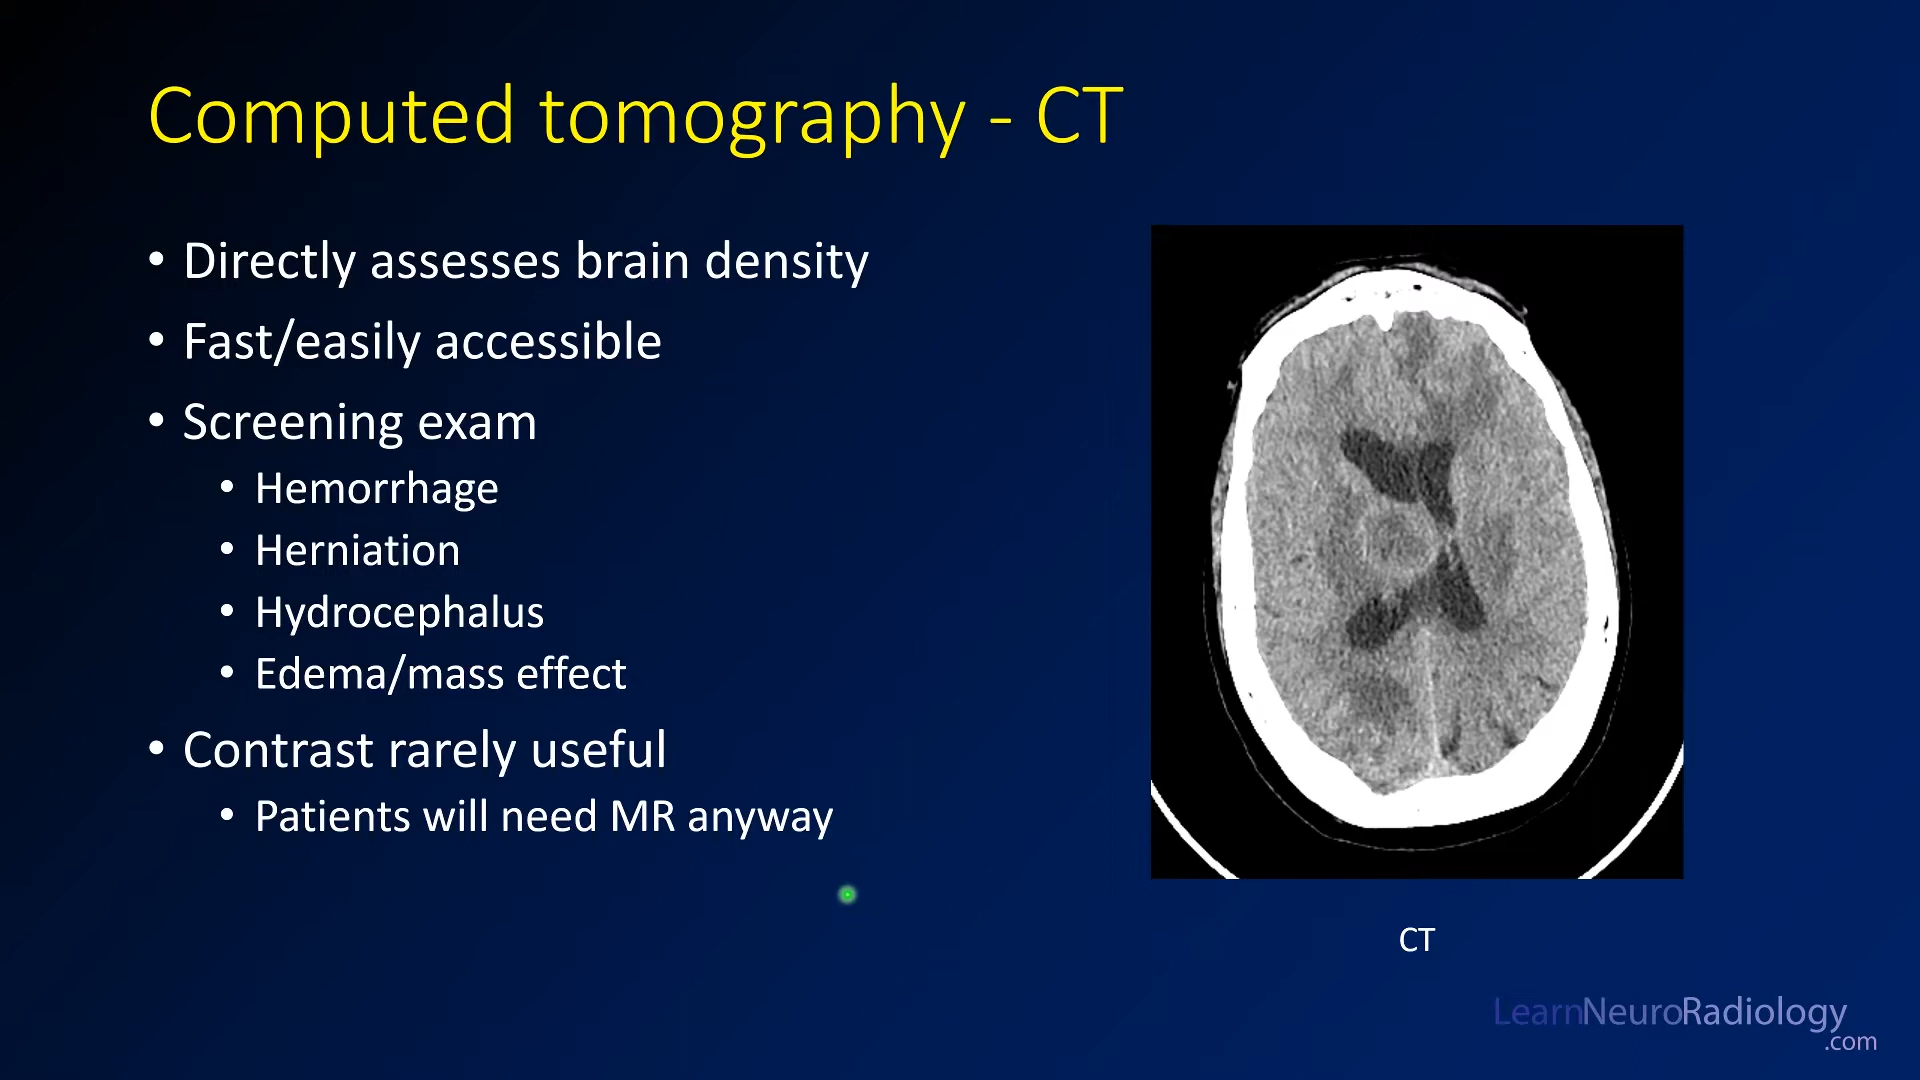 Computed tomography - CT
• Directly assesses brain density
• Fast/easily accessible
• Screening exam
• Hemorrhage
• Herniation
• Hydrocephalus
• Edema/mass effect
• Contrast rarely useful
• Patients will need MR anyway
CT
LearnNeuroRadiology
.com